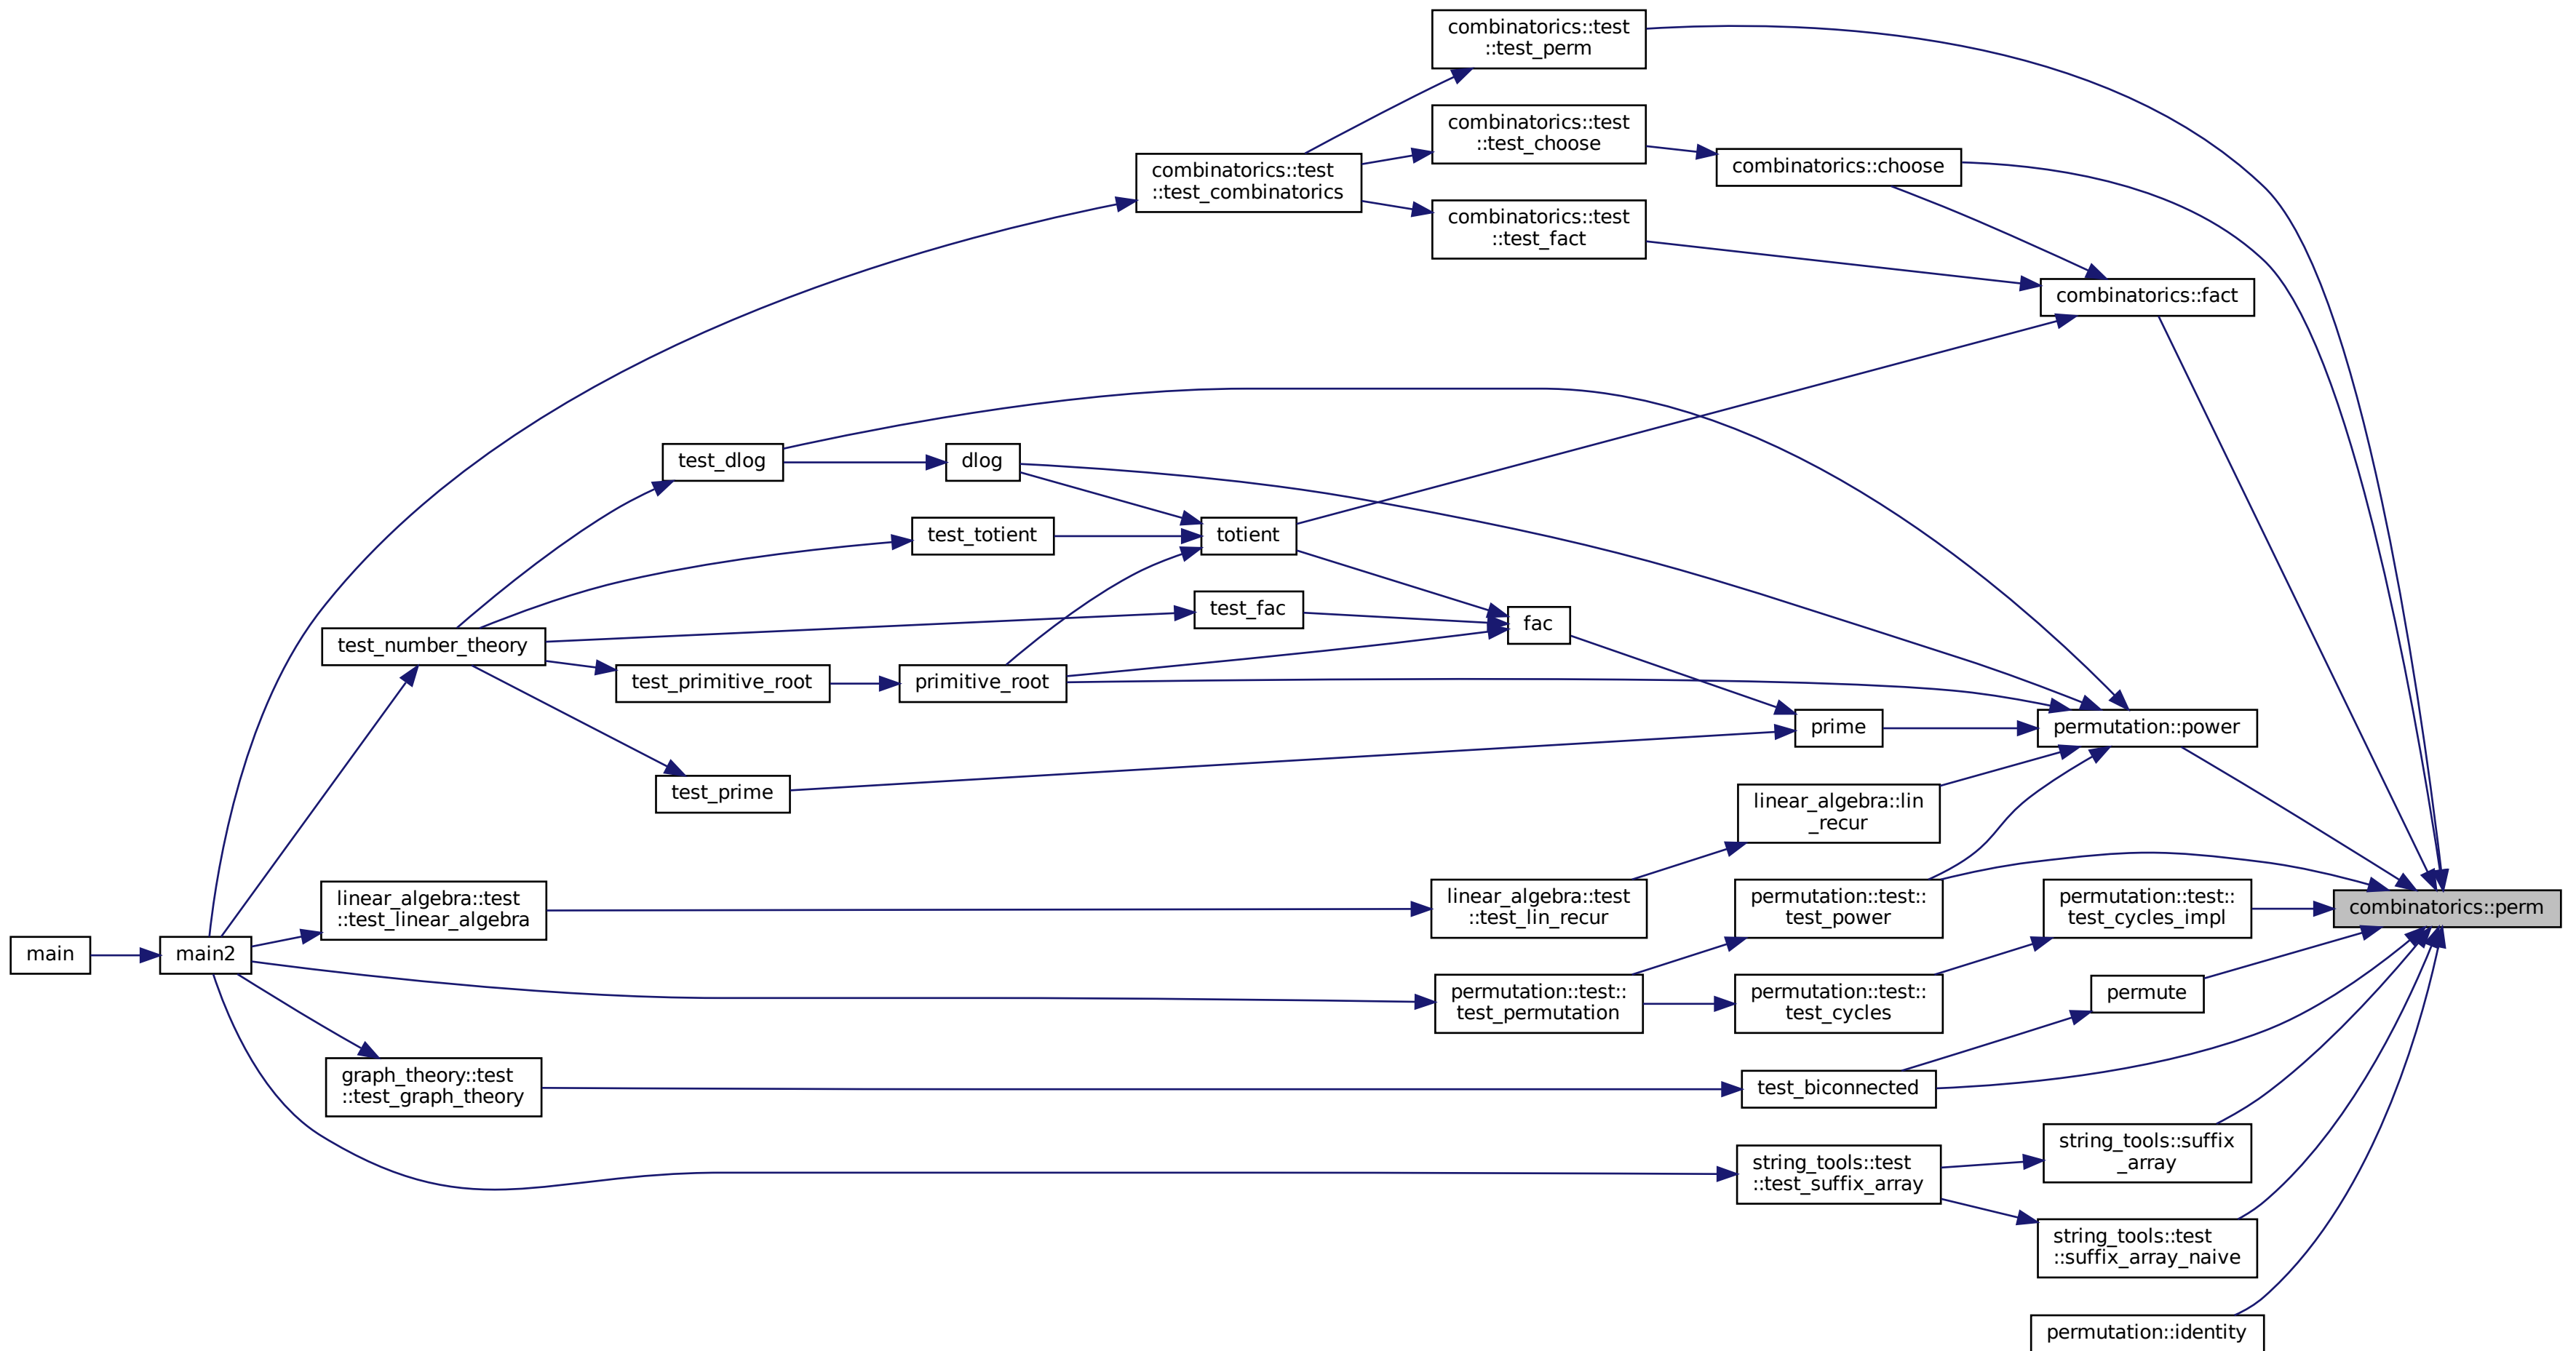 combinatorics::test
::test_perm
combinatorics::test
::test_choose
combinatorics::choose
combinatorics::test
::test_combinatorics
combinatorics::test
::test_fact
combinatorics::fact
test_dlog
dlog
test_totient
totient
test_fac
fac
test_number_theory
test_primitive_root
primitive_root
prime
permutation::power
test_prime
linear_algebra::lin
_recur
linear_algebra::test
::test_linear_algebra
linear_algebra::test
::test_lin_recur
permutation::test::
test_power
permutation::test::
test_cycles_impl
combinatorics::perm
main
main2
permutation::test::
test_permutation
permutation::test::
test_cycles
permute
graph_theory::test
::test_graph_theory
test_biconnected
string_tools::suffix
_array
string_tools::test
::test_suffix_array
string_tools::test
::suffix_array_naive
permutation::identity